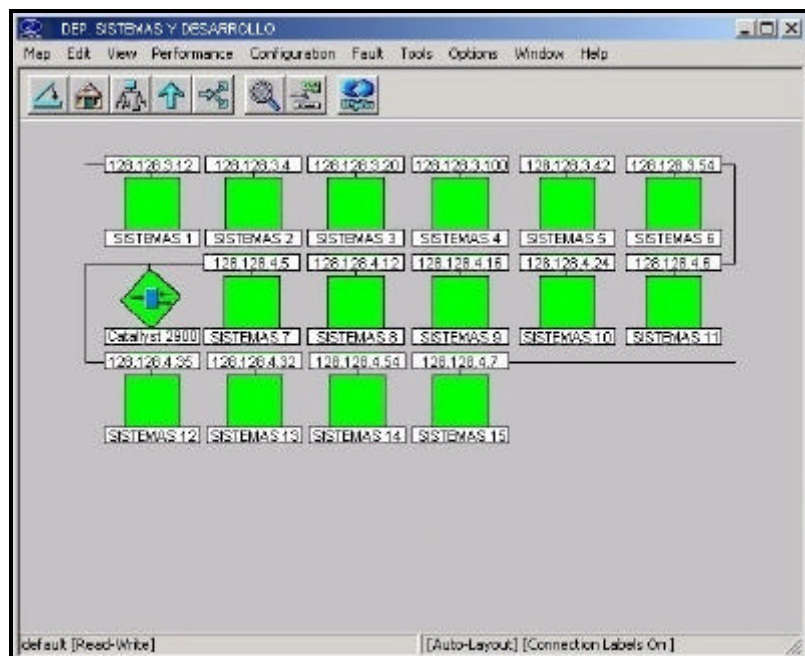 DEP. SISTEMAS Y DESARROLLO
Map Edit View Performance Configuration Fault Tools Options Window Help
128.128.3.12 128.128.3.4 128.128.3.20 128.128.3.100 128.128.3.42 128.128.3.54
SISTEMAS 1 SISTEMAS 2 SISTEMAS 3 SISTEMAS 4 SISTEMAS 5 SISTEMAS 6
128.128.4.5 128.128.4.12 128.128.4.16 128.128.4.24 128.128.4.6
Catallyst 2900 SISTEMAS 7 SISTEMAS 8 SISTEMAS 9 SISTEMAS 10 SISTEMAS 11
128.128.4.35 128.128.4.32 128.128.4.54 128.128.4.7
SISTEMAS 12 SISTEMAS 13 SISTEMAS 14 SISTEMAS 15
default [Read-Write] [Auto-Layout] [Connection Labels On ]